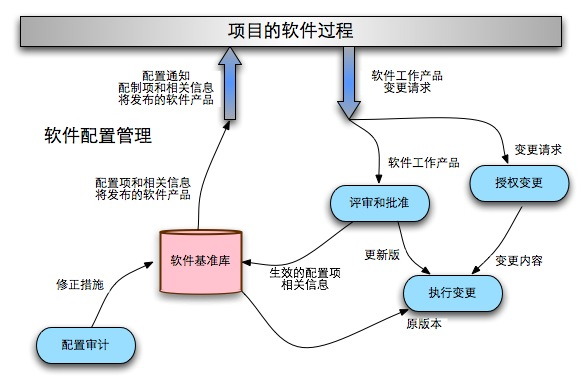 项目的软件过程
配置通知
配制项和相关信息
将发布的软件产品
软件工作产品
变更请求
软件配置管理
变更请求
软件工作产品
配置项和相关信息
将发布的软件产品
授权变更
评审和批准
软件基准库
更新版
变更内容
生效的配置项
相关信息
修正措施
执行变更
原版本
配置审计